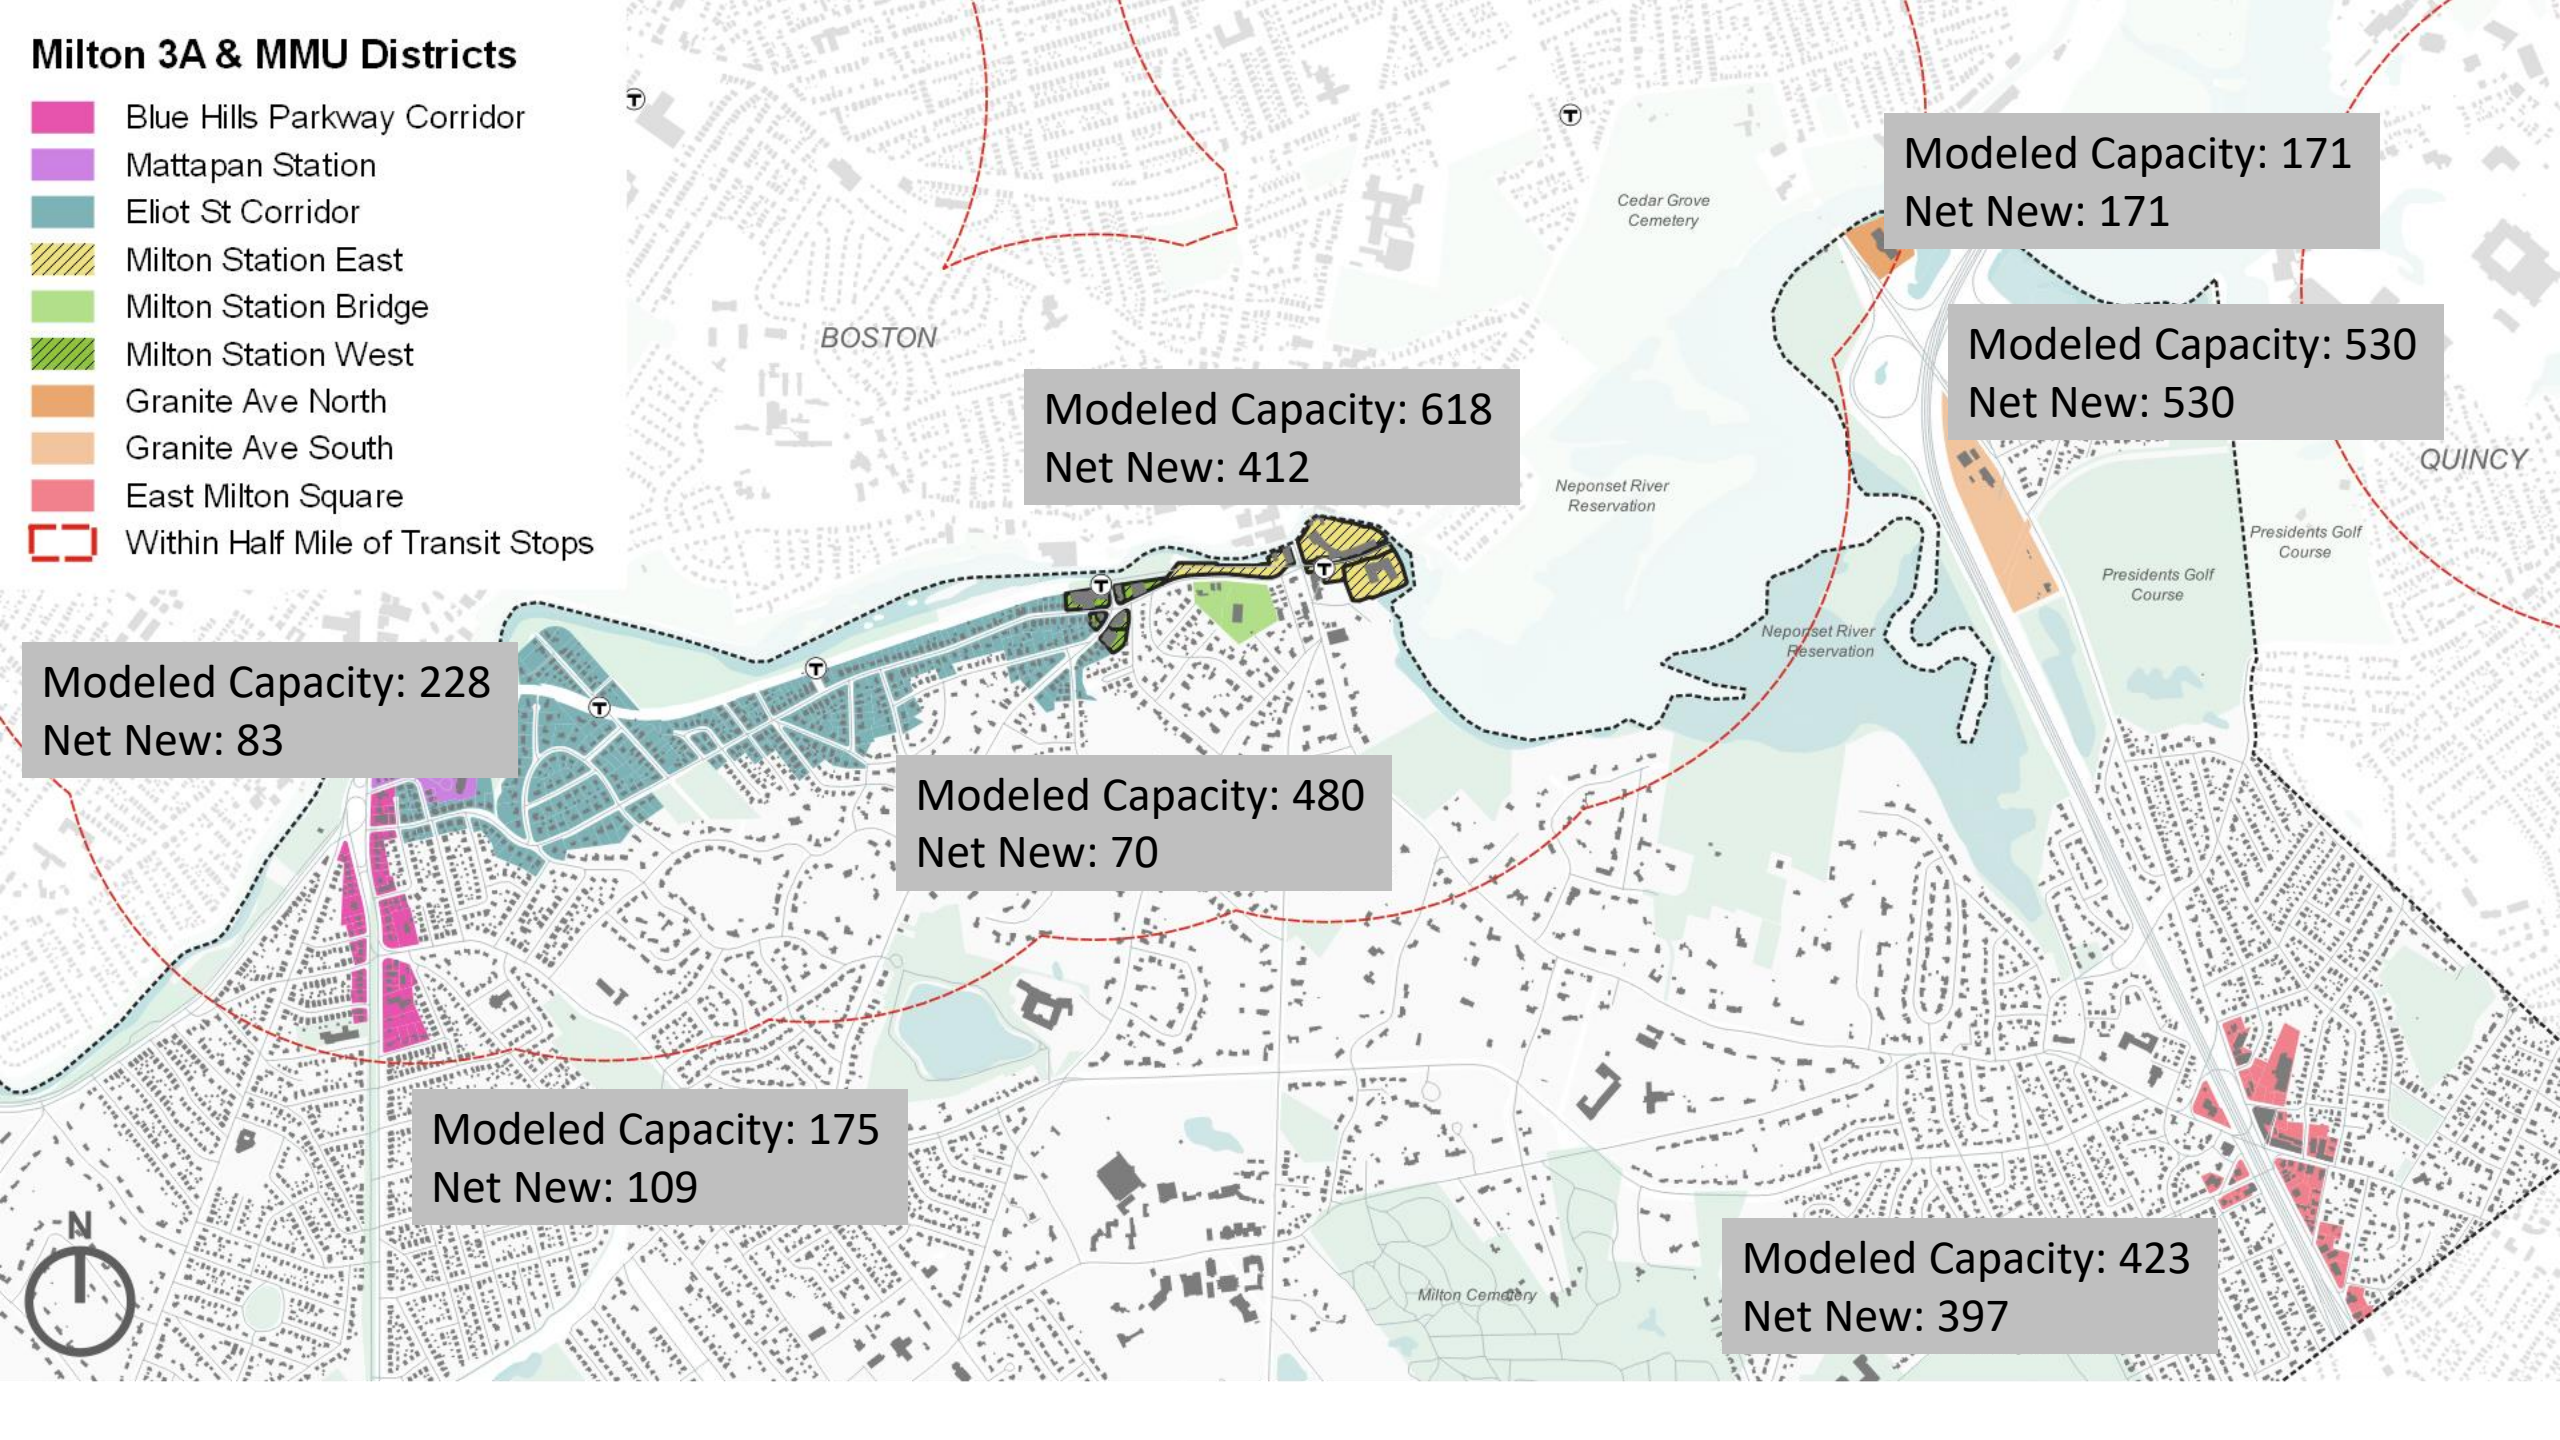 Milton 3A & MMU Districts
Blue Hills Parkway Corridor
Mattapan Station
Eliot St Corridor
Milton Station East
Milton Station Bridge
Milton Station West
Granite Ave North
Granite Ave South
East Milton Square
Within Half Mile of Transit Stops
T
T
Cedar Grove
Cemetery
Modeled Capacity: 171
Net New: 171
BOSTON
Modeled Capacity: 530
Net New: 530
Modeled Capacity: 618
Net New: 412
QUINCY
Neponset River
Reservation
Presidents Golf
Course
Presidents Golf
Course
T
T
Neponset River
Reservation
T
T
Modeled Capacity: 228
Net New: 83
Modeled Capacity: 480
Net New: 70
Modeled Capacity: 175
Net New: 109
N
Modeled Capacity: 423
Net New: 397
Milton Cemetery